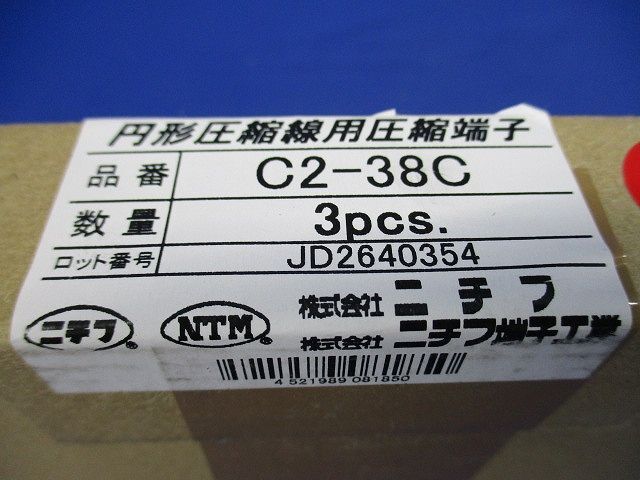 円形圧縮線用圧縮端子
品番 C2-38C
数量 3pcs.
ロット番号 JD2640354
ニチフ® NTM® 株式会社 ニチフ
株式会社 ニチフ端子工業
4 521989 081850